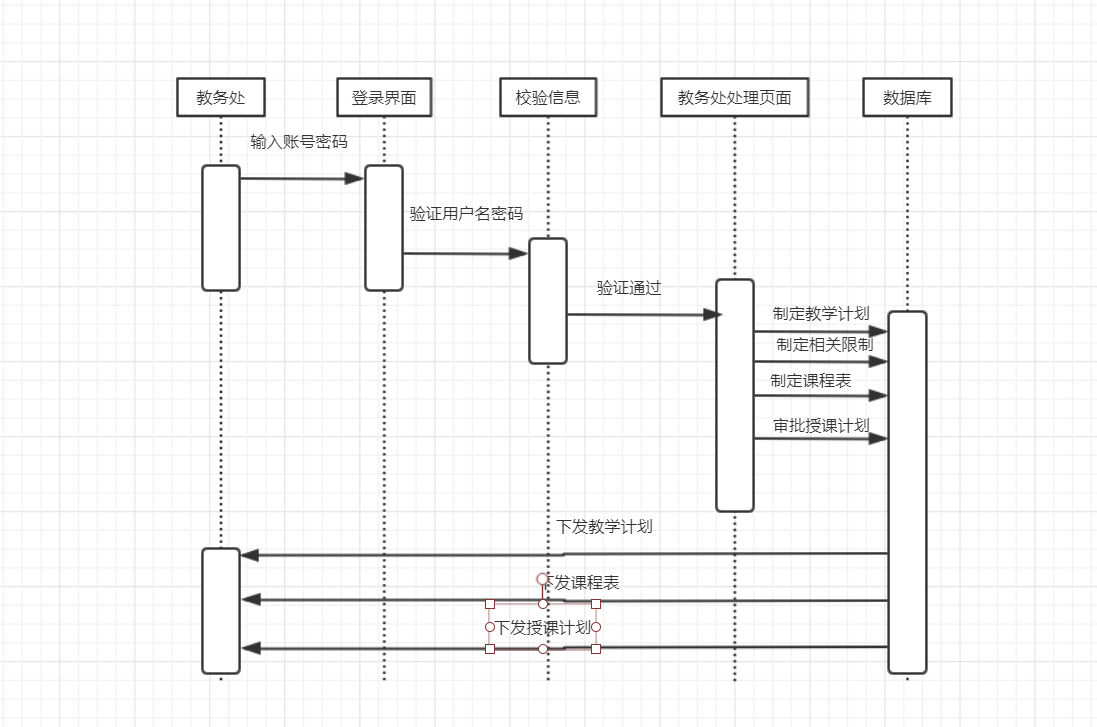 教务处
登录界面
校验信息
教务处处理页面
数据库
输入账号密码
验证用户名密码
验证通过
制定教学计划
制定相关限制
制定课程表
审批授课计划
下发教学计划
下发课程表
下发授课计划